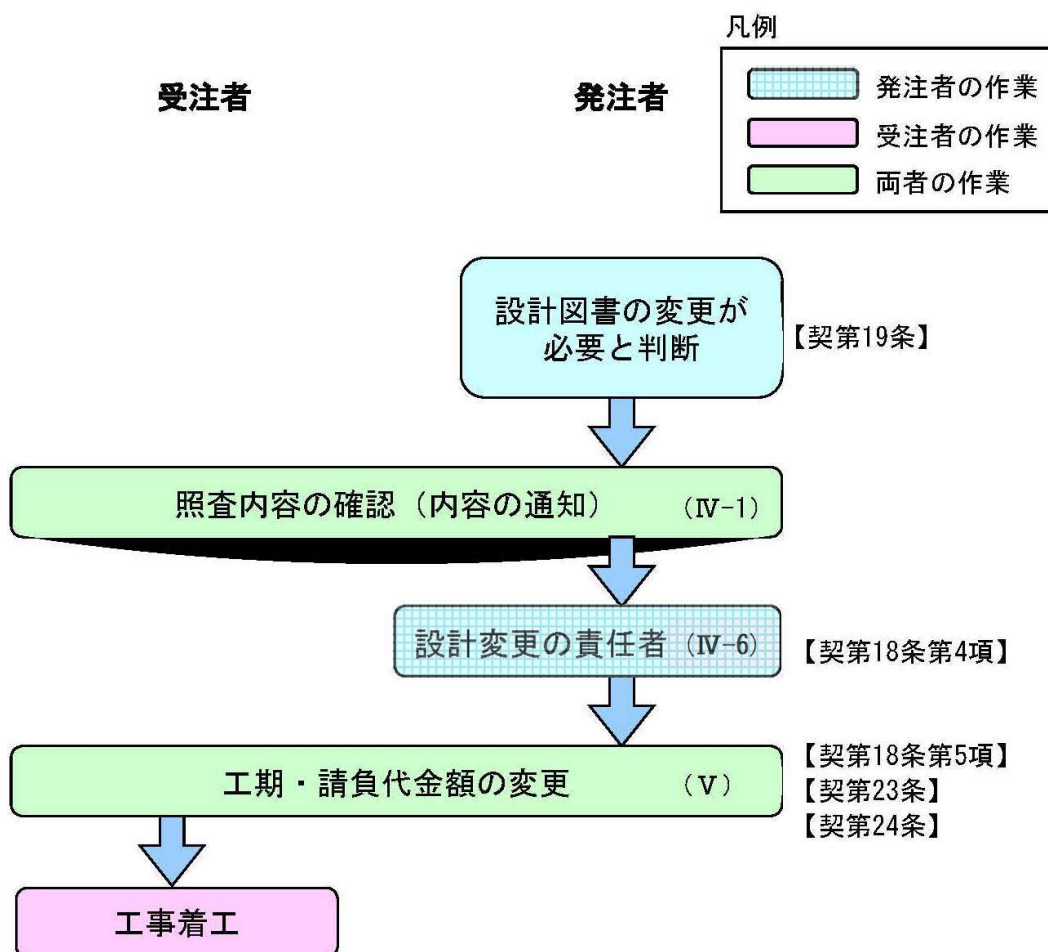 凡例
発注者の作業
受注者の作業
両者の作業
受注者
発注者
設計図書の変更が
必要と判断
【契第19条】
照査内容の確認（内容の通知） (Ⅳ-1)
設計変更の責任者 (Ⅳ-6)
【契第18条第4項】
工期・請負代金額の変更 (Ⅴ)
【契第18条第5項】
【契第23条】
【契第24条】
工事着工